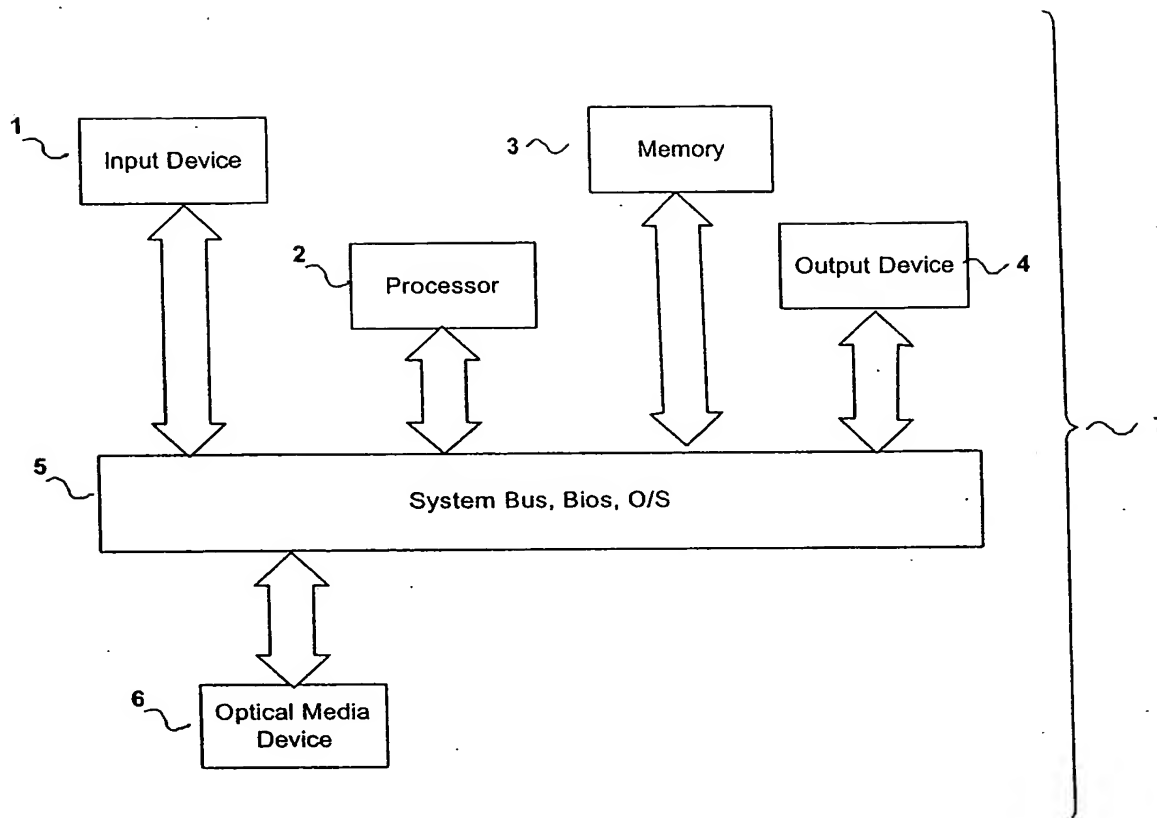 1
Input Device
3
Memory
2
Processor
Output Device
4
5
System Bus, Bios, O/S
6
Optical Media
Device